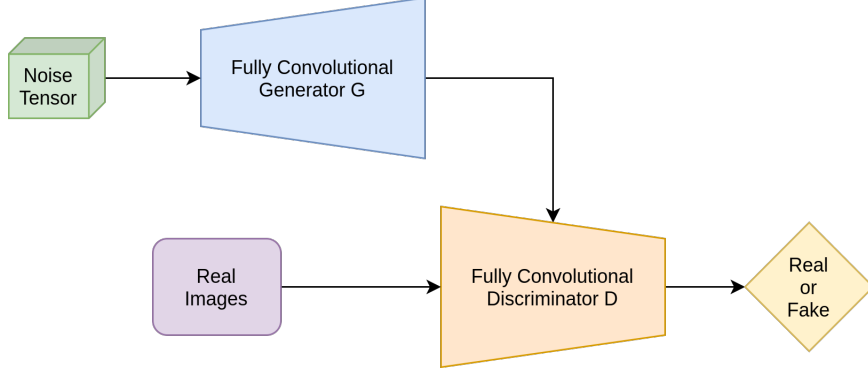 Noise
Tensor
Fully Convolutional
Generator G
Real
Images
Fully Convolutional
Discriminator D
Real
or
Fake